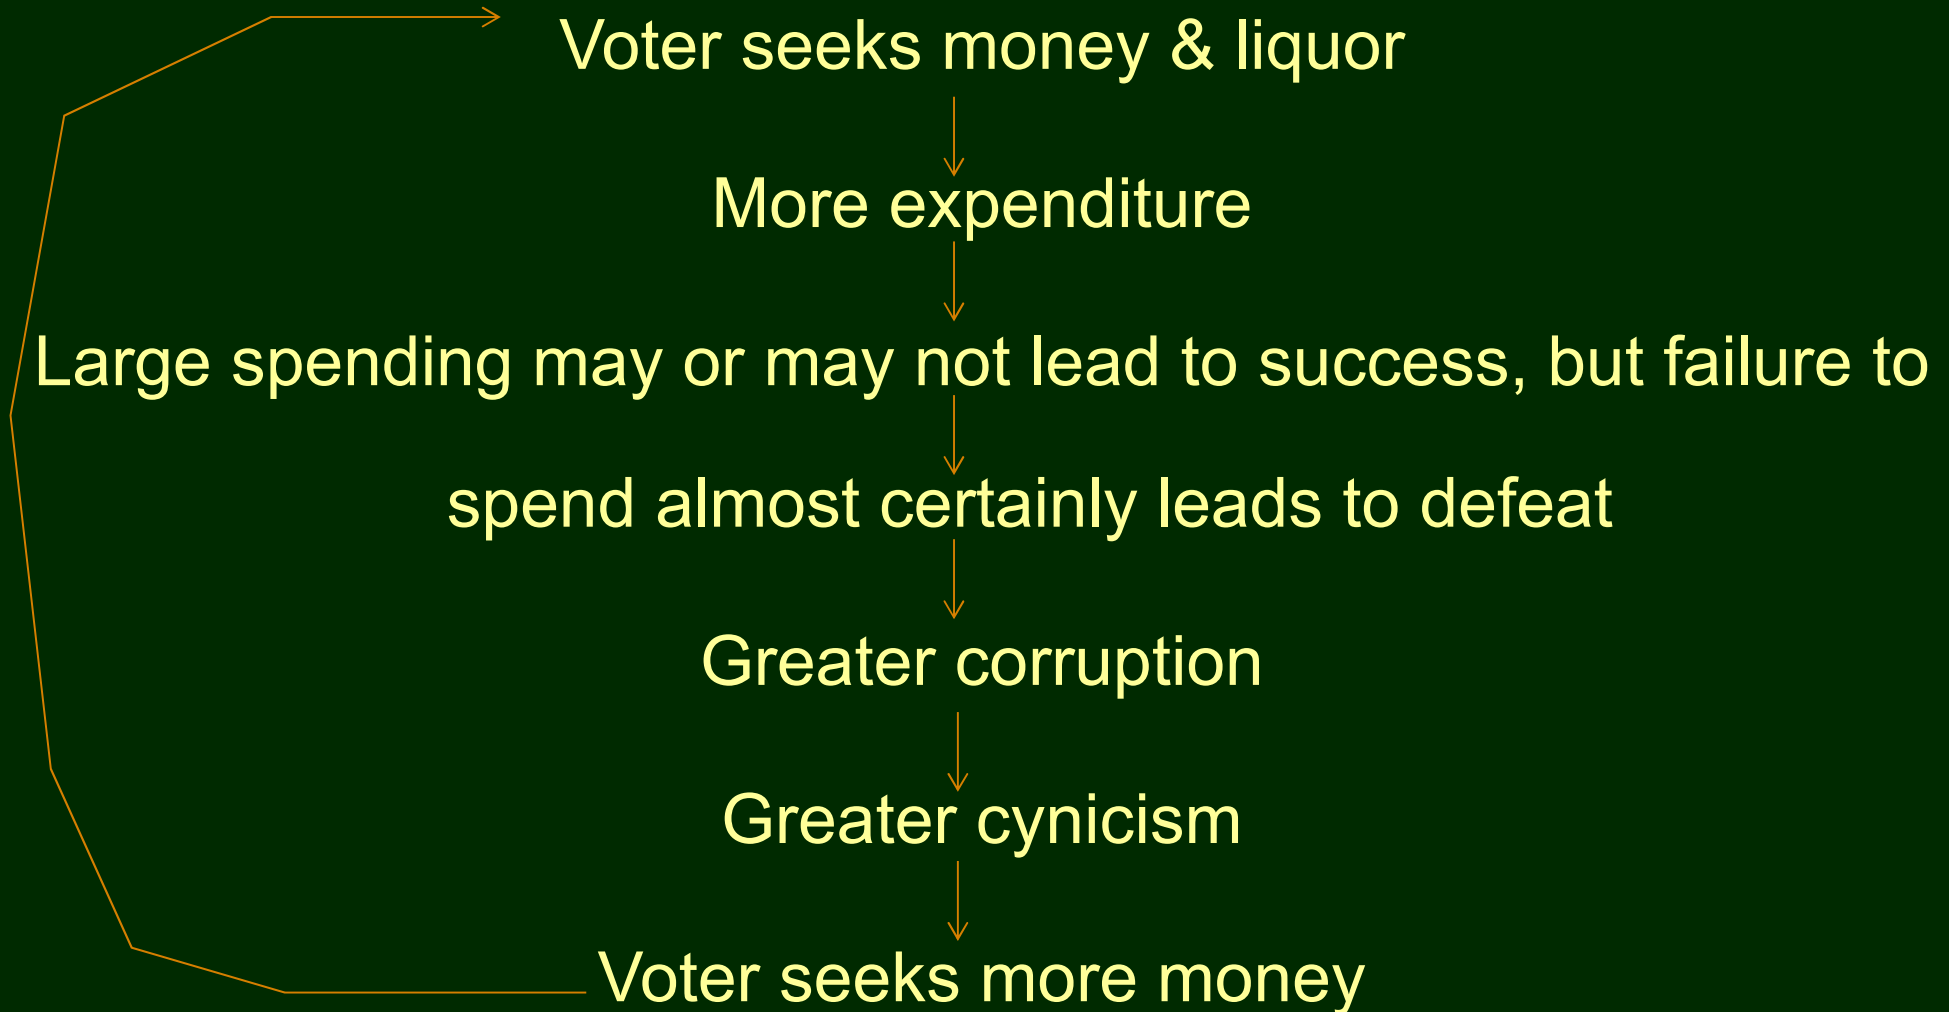 Voter seeks money & liquor
More expenditure
Large spending may or may not lead to success, but failure to
spend almost certainly leads to defeat
Greater corruption
Greater cynicism
Voter seeks more money